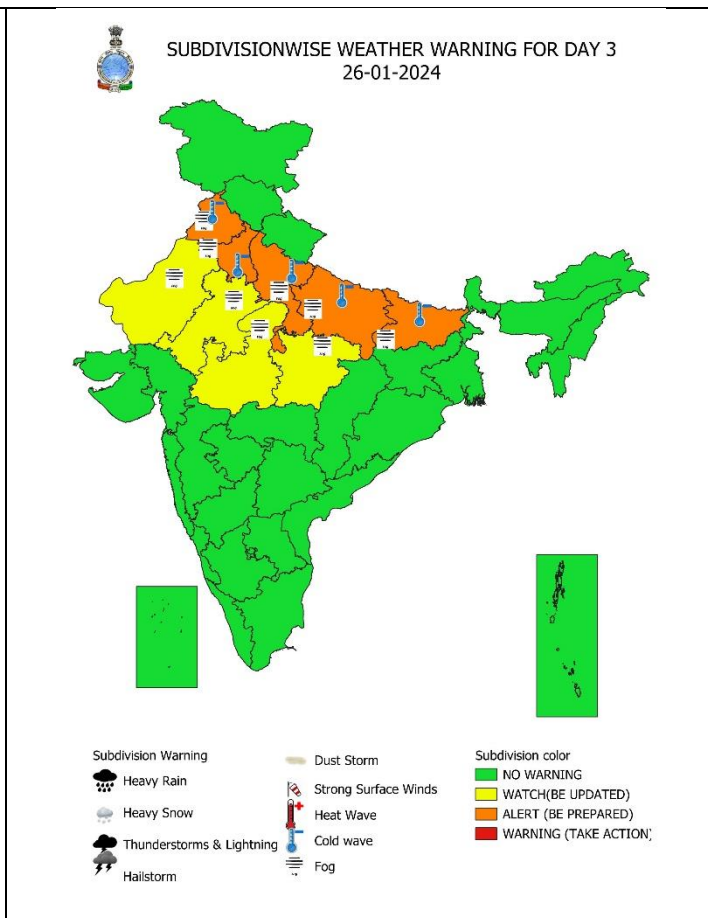 SUBDIVISIONWISE WEATHER WARNING FOR DAY 3
26-01-2024
Subdivision Warning
Heavy Rain
Heavy Snow
Thunderstorms & Lightning
Hailstorm
Dust Storm
Strong Surface Winds
Heat Wave
Cold wave
Fog
Subdivision color
NO WARNING
WATCH(BE UPDATED)
ALERT (BE PREPARED)
WARNING (TAKE ACTION)